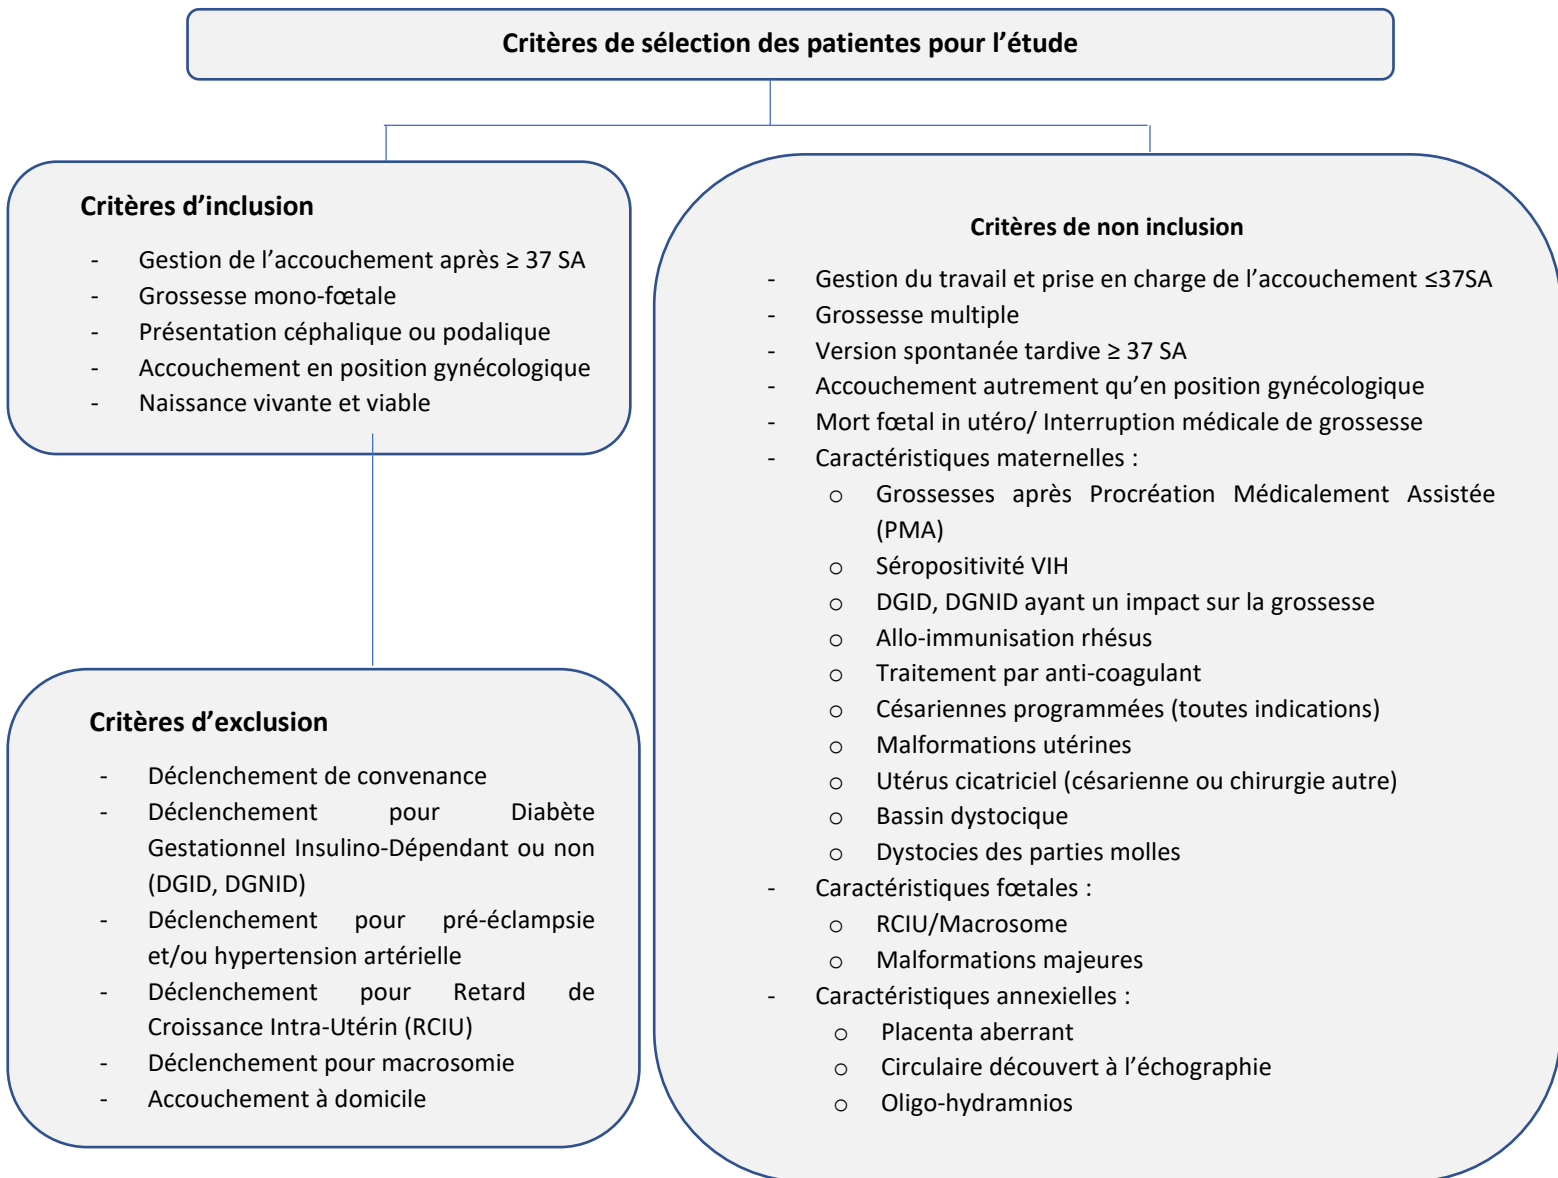 Critères de sélection des patientes pour l’étude
Critères d’inclusion
- Gestion de l’accouchement après ≥ 37 SA
- Grossesse mono-fœtale
- Présentation céphalique ou podalique
- Accouchement en position gynécologique
- Naissance vivante et viable
Critères d’exclusion
- Déclenchement de convenance
- Déclenchement pour Diabète
Gestationnel Insulino-Dépendant ou non
(DGID, DGNID)
- Déclenchement pour pré-éclampsie
et/ou hypertension artérielle
- Déclenchement pour Retard de
Croissance Intra-Utérin (RCIU)
- Déclenchement pour macrosomie
- Accouchement à domicile
Critères de non inclusion
- Gestion du travail et prise en charge de l’accouchement ≤37SA
- Grossesse multiple
- Version spontanée tardive ≥ 37 SA
- Accouchement autrement qu’en position gynécologique
- Mort fœtal in utéro/ Interruption médicale de grossesse
- Caractéristiques maternelles :
o Grossesses après Procréation Médicalement Assistée
(PMA)
o Séropositivité VIH
o DGID, DGNID ayant un impact sur la grossesse
o Allo-immunisation rhésus
o Traitement par anti-coagulant
o Césariennes programmées (toutes indications)
o Malformations utérines
o Utérus cicatriciel (césarienne ou chirurgie autre)
o Bassin dystocique
o Dystocies des parties molles
- Caractéristiques fœtales :
o RCIU/Macrosome
o Malformations majeures
- Caractéristiques annexielles :
o Placenta aberrant
o Circulaire découvert à l’échographie
o Oligo-hydramnios